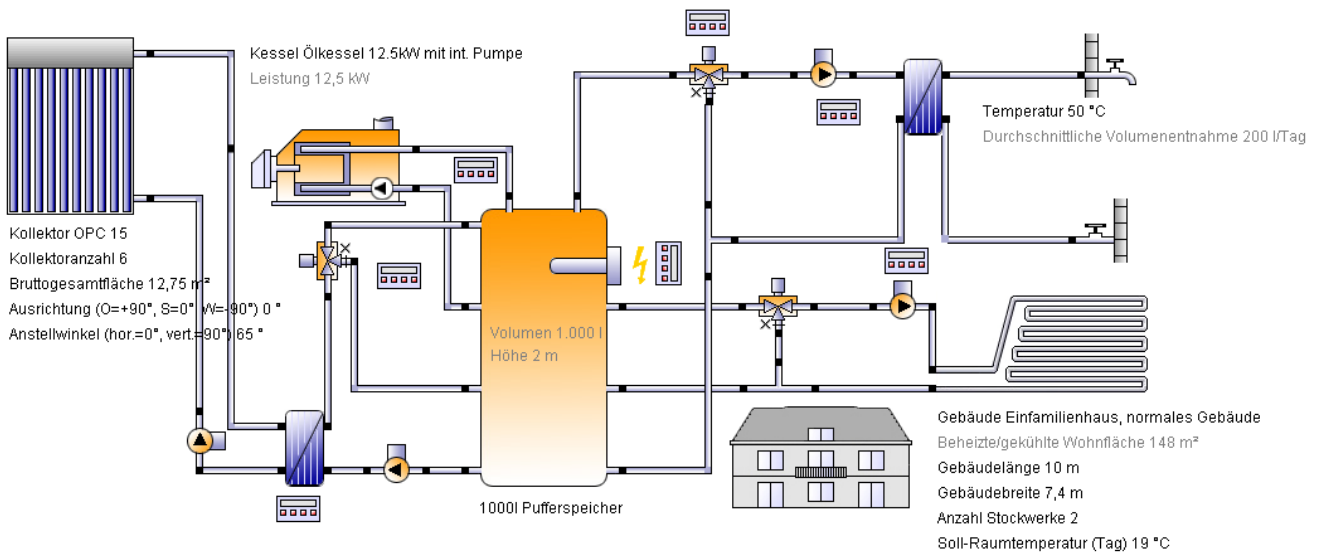 Kessel Ölkessel 12.5kW mit int. Pumpe
Leistung 12,5 kW
Temperatur 50 °C
Durchschnittliche Volumenentnahme 200 l/Tag
Kollektor OPC 15
Kollektoranzahl 6
Bruttogesamtfläche 12,75 m²
Ausrichtung (O=+90°, S=0° W=-90°) 0 °
Anstellwinkel (hor.=0°, vert.=90°) 65 °
Volumen 1.000 l
Höhe 2 m
1000l Pufferspeicher
Gebäude Einfamilienhaus, normales Gebäude
Beheizte/gekühlte Wohnfläche 148 m²
Gebäudelänge 10 m
Gebäudebreite 7,4 m
Anzahl Stockwerke 2
Soll-Raumtemperatur (Tag) 19 °C